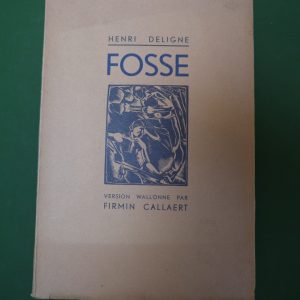 HENRI DELIGNE
FOSSE
VERSION WALLONNE PAR
FIRMIN CALLAERT